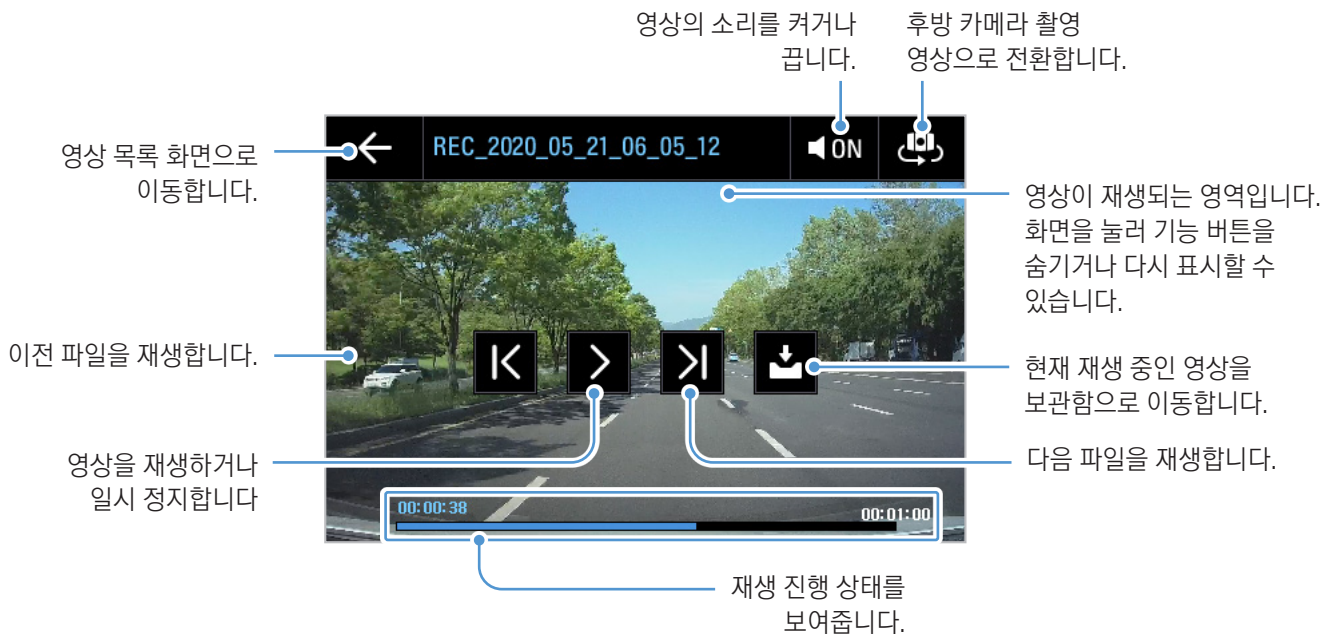 영상의 소리를 켜거나
끕니다.
후방 카메라 촬영
영상으로 전환합니다.
영상 목록 화면으로
이동합니다.
REC_2020_05_21_06_05_12
ON
영상이 재생되는 영역입니다.
화면을 눌러 기능 버튼을
숨기거나 다시 표시할 수
있습니다.
이전 파일을 재생합니다.
현재 재생 중인 영상을
보관함으로 이동합니다.
영상을 재생하거나
일시 정지합니다
다음 파일을 재생합니다.
00:00:38
00:01:00
재생 진행 상태를
보여줍니다.